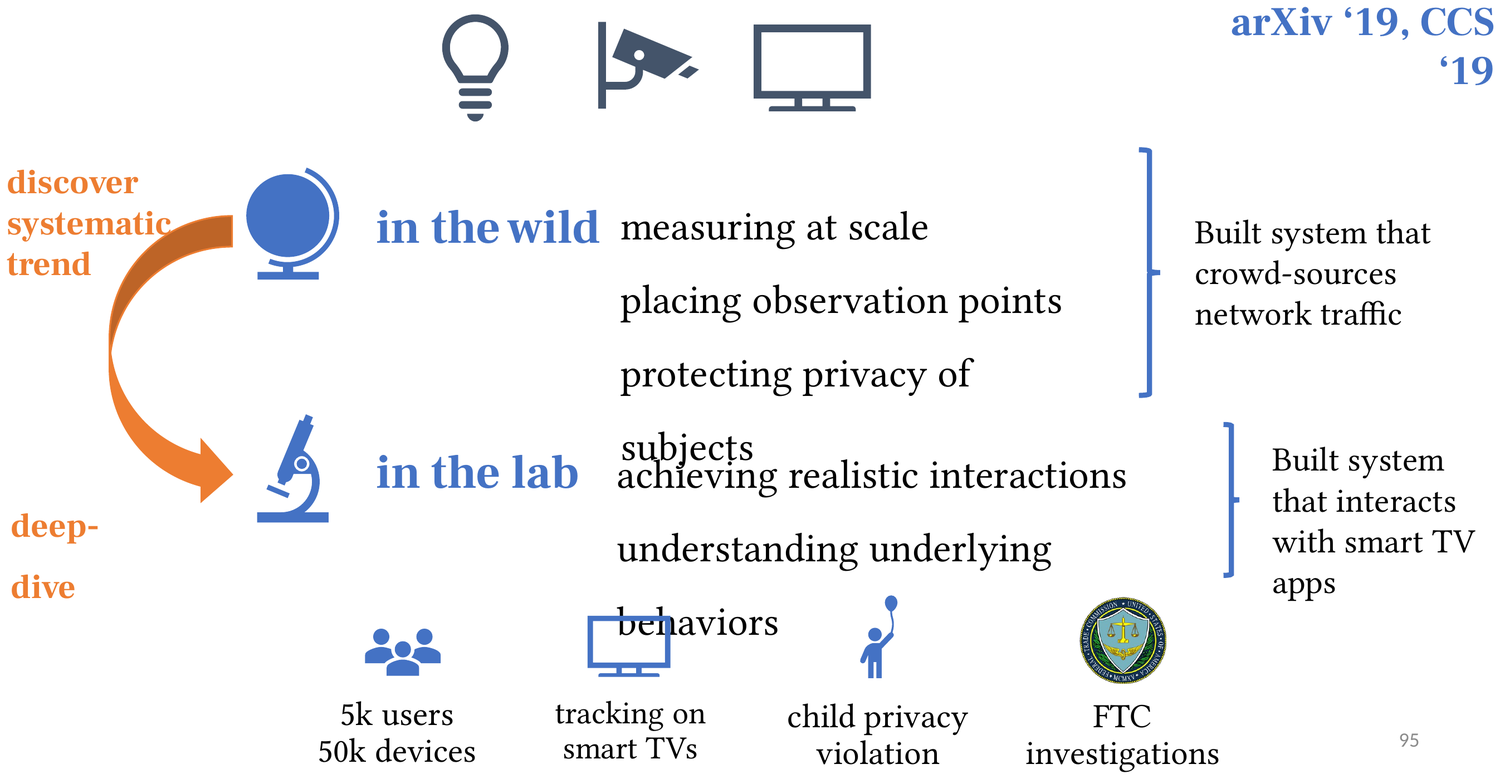 arXiv ‘19, CCS
‘19
discover
systematic
trend
in the wild
measuring at scale
placing observation points
protecting privacy of
subjects
Built system that
crowd-sources
network traffic
in the lab
achieving realistic interactions
understanding underlying
behaviors
Built system
that interacts
with smart TV
apps
deep-
dive
5k users
50k devices
tracking on
smart TVs
child privacy
violation
FTC
investigations
95